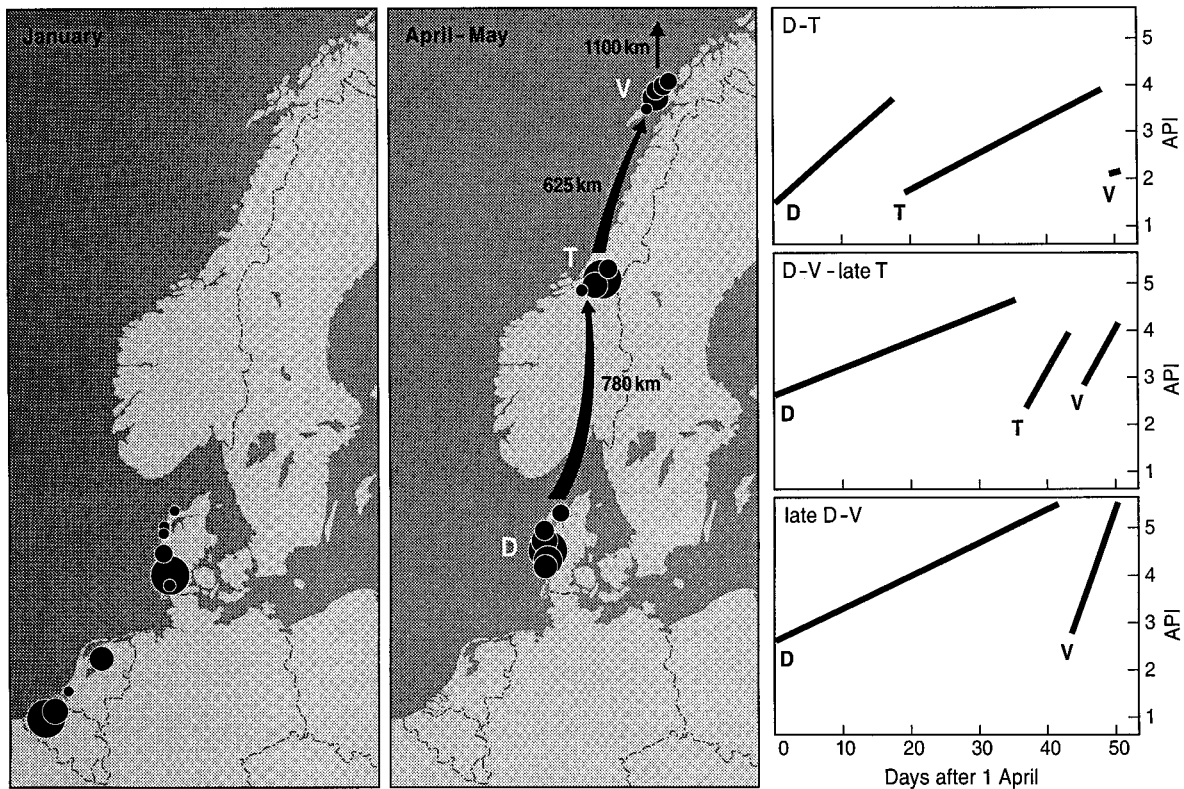 January
April - May
1100 km
V
625 km
T
780 km
D
D-T
5
4
3
2
1
API
D
T
V
D-V-late T
5
4
3
2
1
API
D
T
V
late D-V
5
4
3
2
1
API
D
V
0 10 20 30 40 50
Days after 1 April